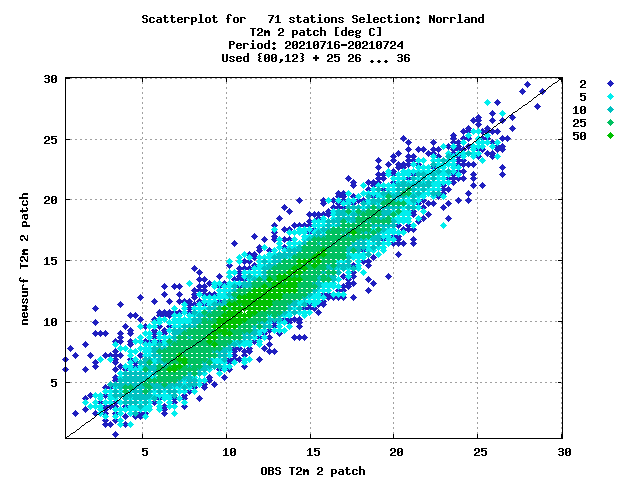 Scatterplot for   71 stations Selection: Norrland
T2m 2 patch [deg C]
Period: 20210716-20210724
Used {00,12} + 25 26 ... 36
30
25
20
15
10
5
newsurf T2m 2 patch
5 10 15 20 25 30
OBS T2m 2 patch
2
5
10
25
50